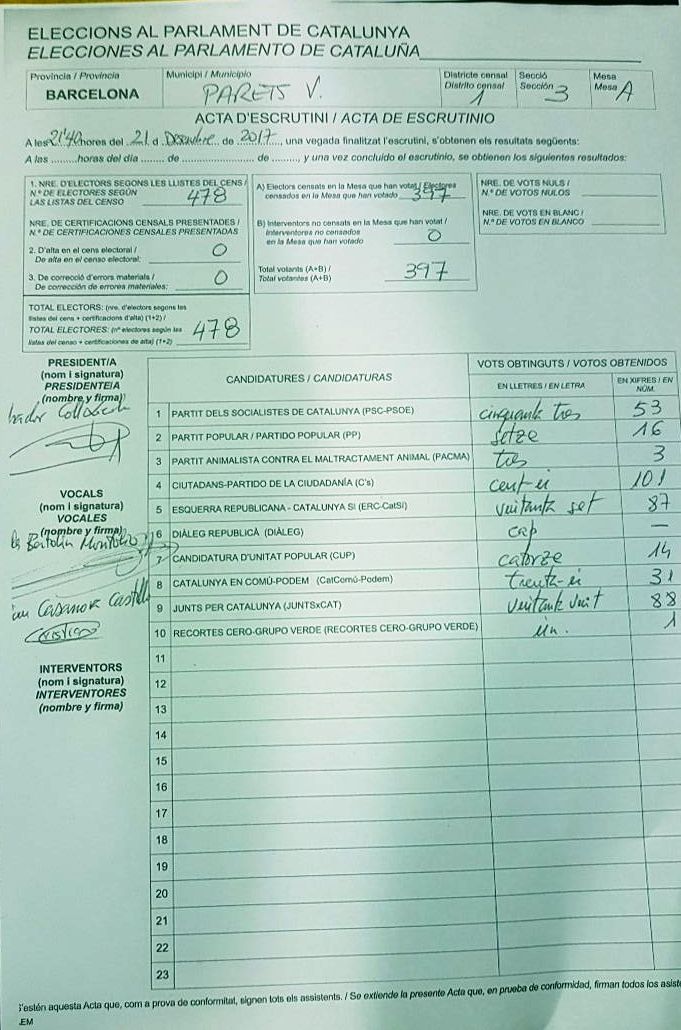 ELECCIONS AL PARLAMENT DE CATALUNYA
ELECCIONES AL PARLAMENTO DE CATALUÑA
Província / Provincia
BARCELONA
Municipi / Municipio
PARETS V.
Districte censal
Distrito censal
1
Secció
Sección 3
Mesa
Mesa A
ACTA D'ESCRUTINI / ACTA DE ESCRUTINIO
A les 21'40 hores del 21 d Desembre de 2017, una vegada finalitzat l'escrutini, s'obtenen els resultats següents:
A las ......... horas del día ....... de .................... de ........, y una vez concluido el escrutinio, se obtienen los siguientes resultados:
1. NRE. D'ELECTORS SEGONS LES LLISTES DEL CENS /
N.º DE ELECTORES SEGÚN
LAS LISTAS DEL CENSO 478
NRE. DE CERTIFICACIONS CENSALS PRESENTADES /
N.º DE CERTIFICACIONES CENSALES PRESENTADAS
2. D'alta en el cens electoral /
De alta en el censo electoral: 0
3. De correcció d'errors materials /
De corrección de errores materiales: 0
TOTAL ELECTORS: (nre. d'electors segons les
llistes del cens + certificacions d'alta) (1+2) /
TOTAL ELECTORES: (nº electores según las
listas del censo + certificaciones de alta) (1+2) 478
A) Electors censats en la Mesa que han votat / Electores
censados en la Mesa que han votado 397
B) Interventors no censats en la Mesa que han votat /
Interventores no censados
en la Mesa que han votado 0
Total votants (A+B) /
Total votantes (A+B) 397
NRE. DE VOTS NULS /
N.º DE VOTOS NULOS
NRE. DE VOTS EN BLANC /
N.º DE VOTOS EN BLANCO
PRESIDENT/A
(nom i signatura)
PRESIDENTE/A
(nombre y firma)
VOCALS
(nom i signatura)
VOCALES
(nombre y firma)
Casanova Castell
INTERVENTORS
(nom i signatura)
INTERVENTORES
(nombre y firma)
CANDIDATURES / CANDIDATURAS
VOTS OBTINGUTS / VOTOS OBTENIDOS
EN LLETRES / EN LETRA
EN XIFRES / EN
NÚM.
1 PARTIT DELS SOCIALISTES DE CATALUNYA (PSC-PSOE) cinquanta tres 53
2 PARTIT POPULAR / PARTIDO POPULAR (PP) setze 16
3 PARTIT ANIMALISTA CONTRA EL MALTRACTAMENT ANIMAL (PACMA) tres 3
4 CIUTADANS-PARTIDO DE LA CIUDADANÍA (C's) cent-u 101
5 ESQUERRA REPUBLICANA - CATALUNYA SÍ (ERC-CatSí) vuitanta set 87
6 DIÀLEG REPUBLICÀ (DIÀLEG) cap —
7 CANDIDATURA D'UNITAT POPULAR (CUP) catorze 14
8 CATALUNYA EN COMÚ-PODEM (CatComú-Podem) trenta-u 31
9 JUNTS PER CATALUNYA (JUNTSxCAT) vuitanta vuit 88
10 RECORTES CERO-GRUPO VERDE (RECORTES CERO-GRUPO VERDE) un. 1
11
12
13
14
15
16
17
18
19
20
21
22
23
s'estén aquesta Acta que, com a prova de conformitat, signen tots els assistents. / Se extiende la presente Acta que, en prueba de conformidad, firman todos los asist
.EM